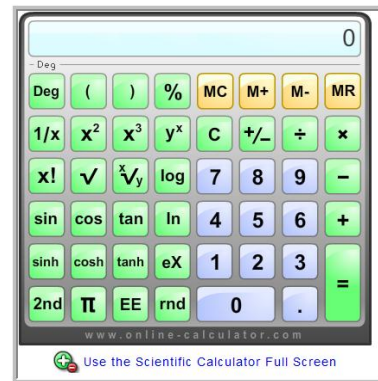 0
Deg
Deg ( ) % MC M+ M- MR
1/x x² x³ yˣ C +/_ ÷ ×
x! √ ˣ√y log 7 8 9 −
sin cos tan ln 4 5 6 +
sinh cosh tanh eX 1 2 3 =
2nd π EE rnd 0 .
www.online-calculator.com
Use the Scientific Calculator Full Screen